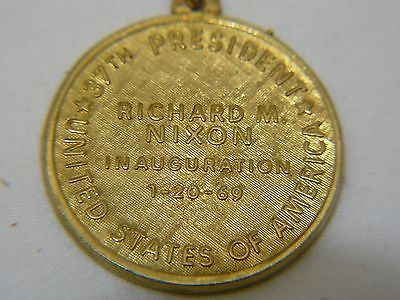 ★ 37TH PRESIDENT ★
RICHARD M.
NIXON
INAUGURATION
1-20-69
UNITED STATES OF AMERICA